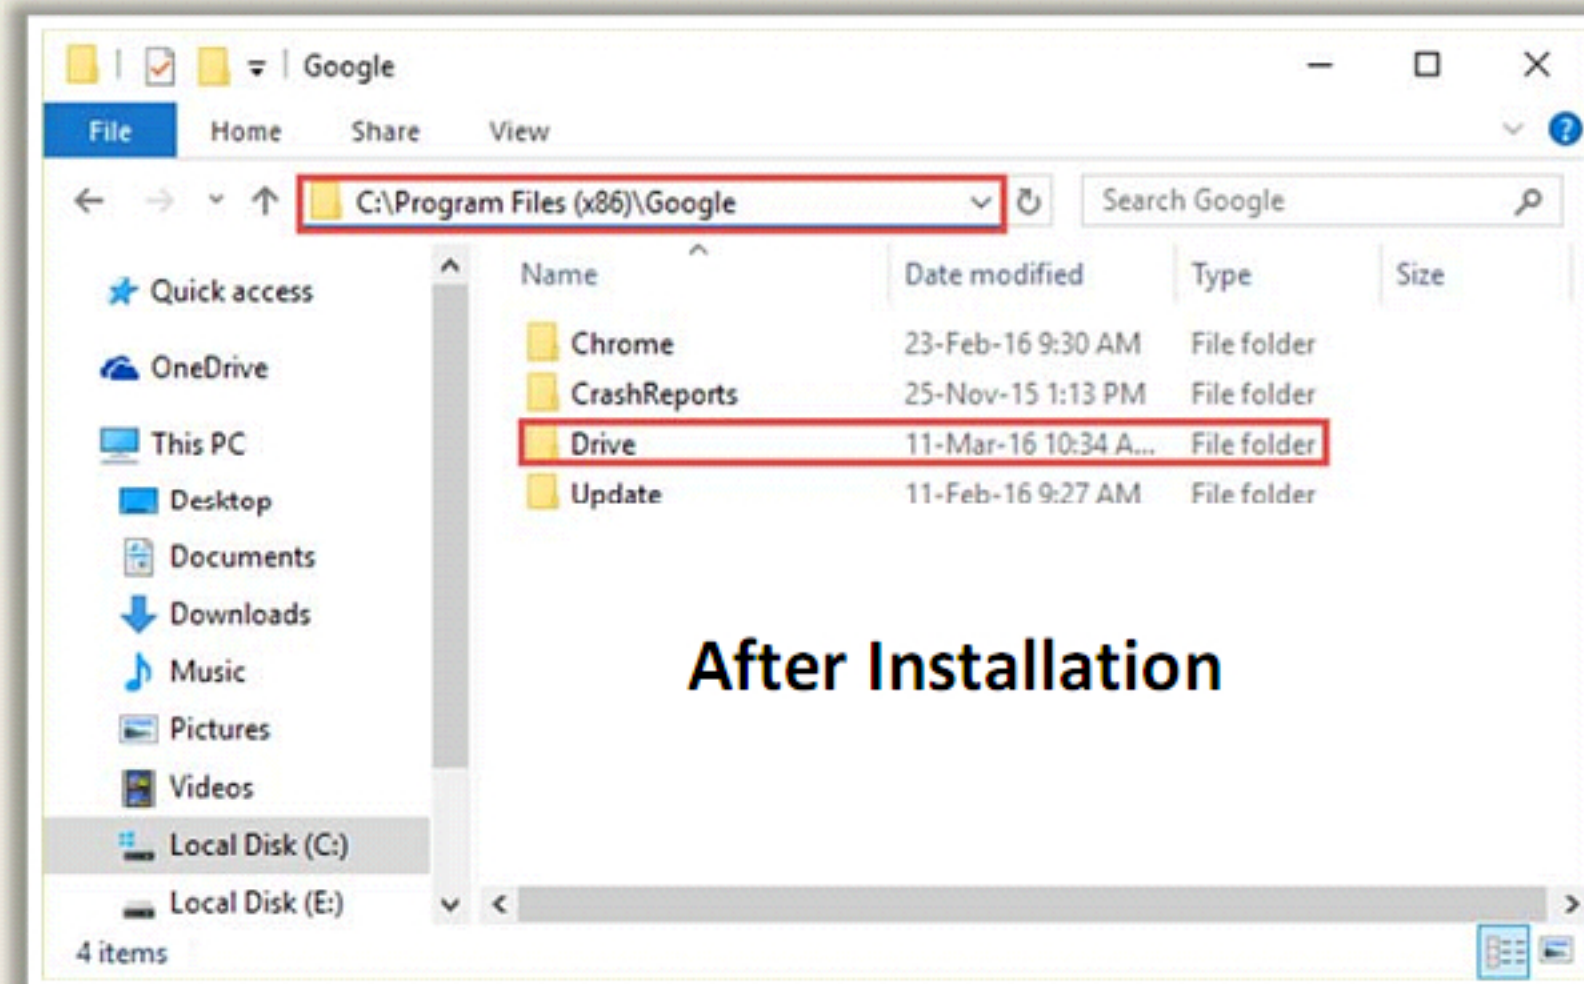 Google
File Home Share View
C:\Program Files (x86)\Google
Search Google
Name Date modified Type Size
Quick access
OneDrive
This PC
Desktop
Documents
Downloads
Music
Pictures
Videos
Local Disk (C:)
Local Disk (E:)
Chrome 23-Feb-16 9:30 AM File folder
CrashReports 25-Nov-15 1:13 PM File folder
Drive 11-Mar-16 10:34 A... File folder
Update 11-Feb-16 9:27 AM File folder
After Installation
4 items